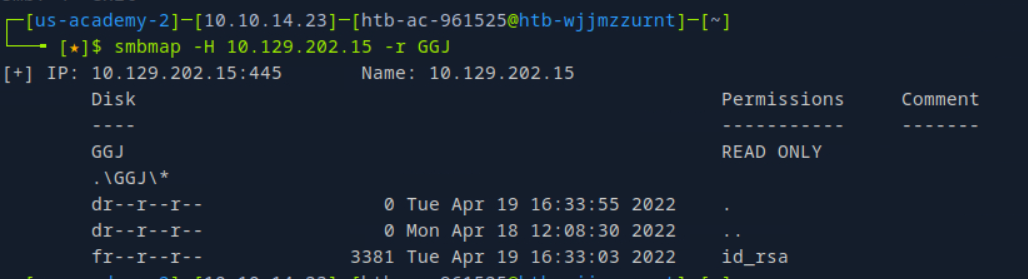 [us-academy-2]─[10.10.14.23]─[htb-ac-961525@htb-wjjmzzurnt]─[~]
[★]$ smbmap -H 10.129.202.15 -r GGJ
[+] IP: 10.129.202.15:445 Name: 10.129.202.15
Disk Permissions Comment
---- ----------- -------
GGJ READ ONLY
.\GGJ\*
dr--r--r-- 0 Tue Apr 19 16:33:55 2022 .
dr--r--r-- 0 Mon Apr 18 12:08:30 2022 ..
fr--r--r-- 3381 Tue Apr 19 16:33:03 2022 id_rsa